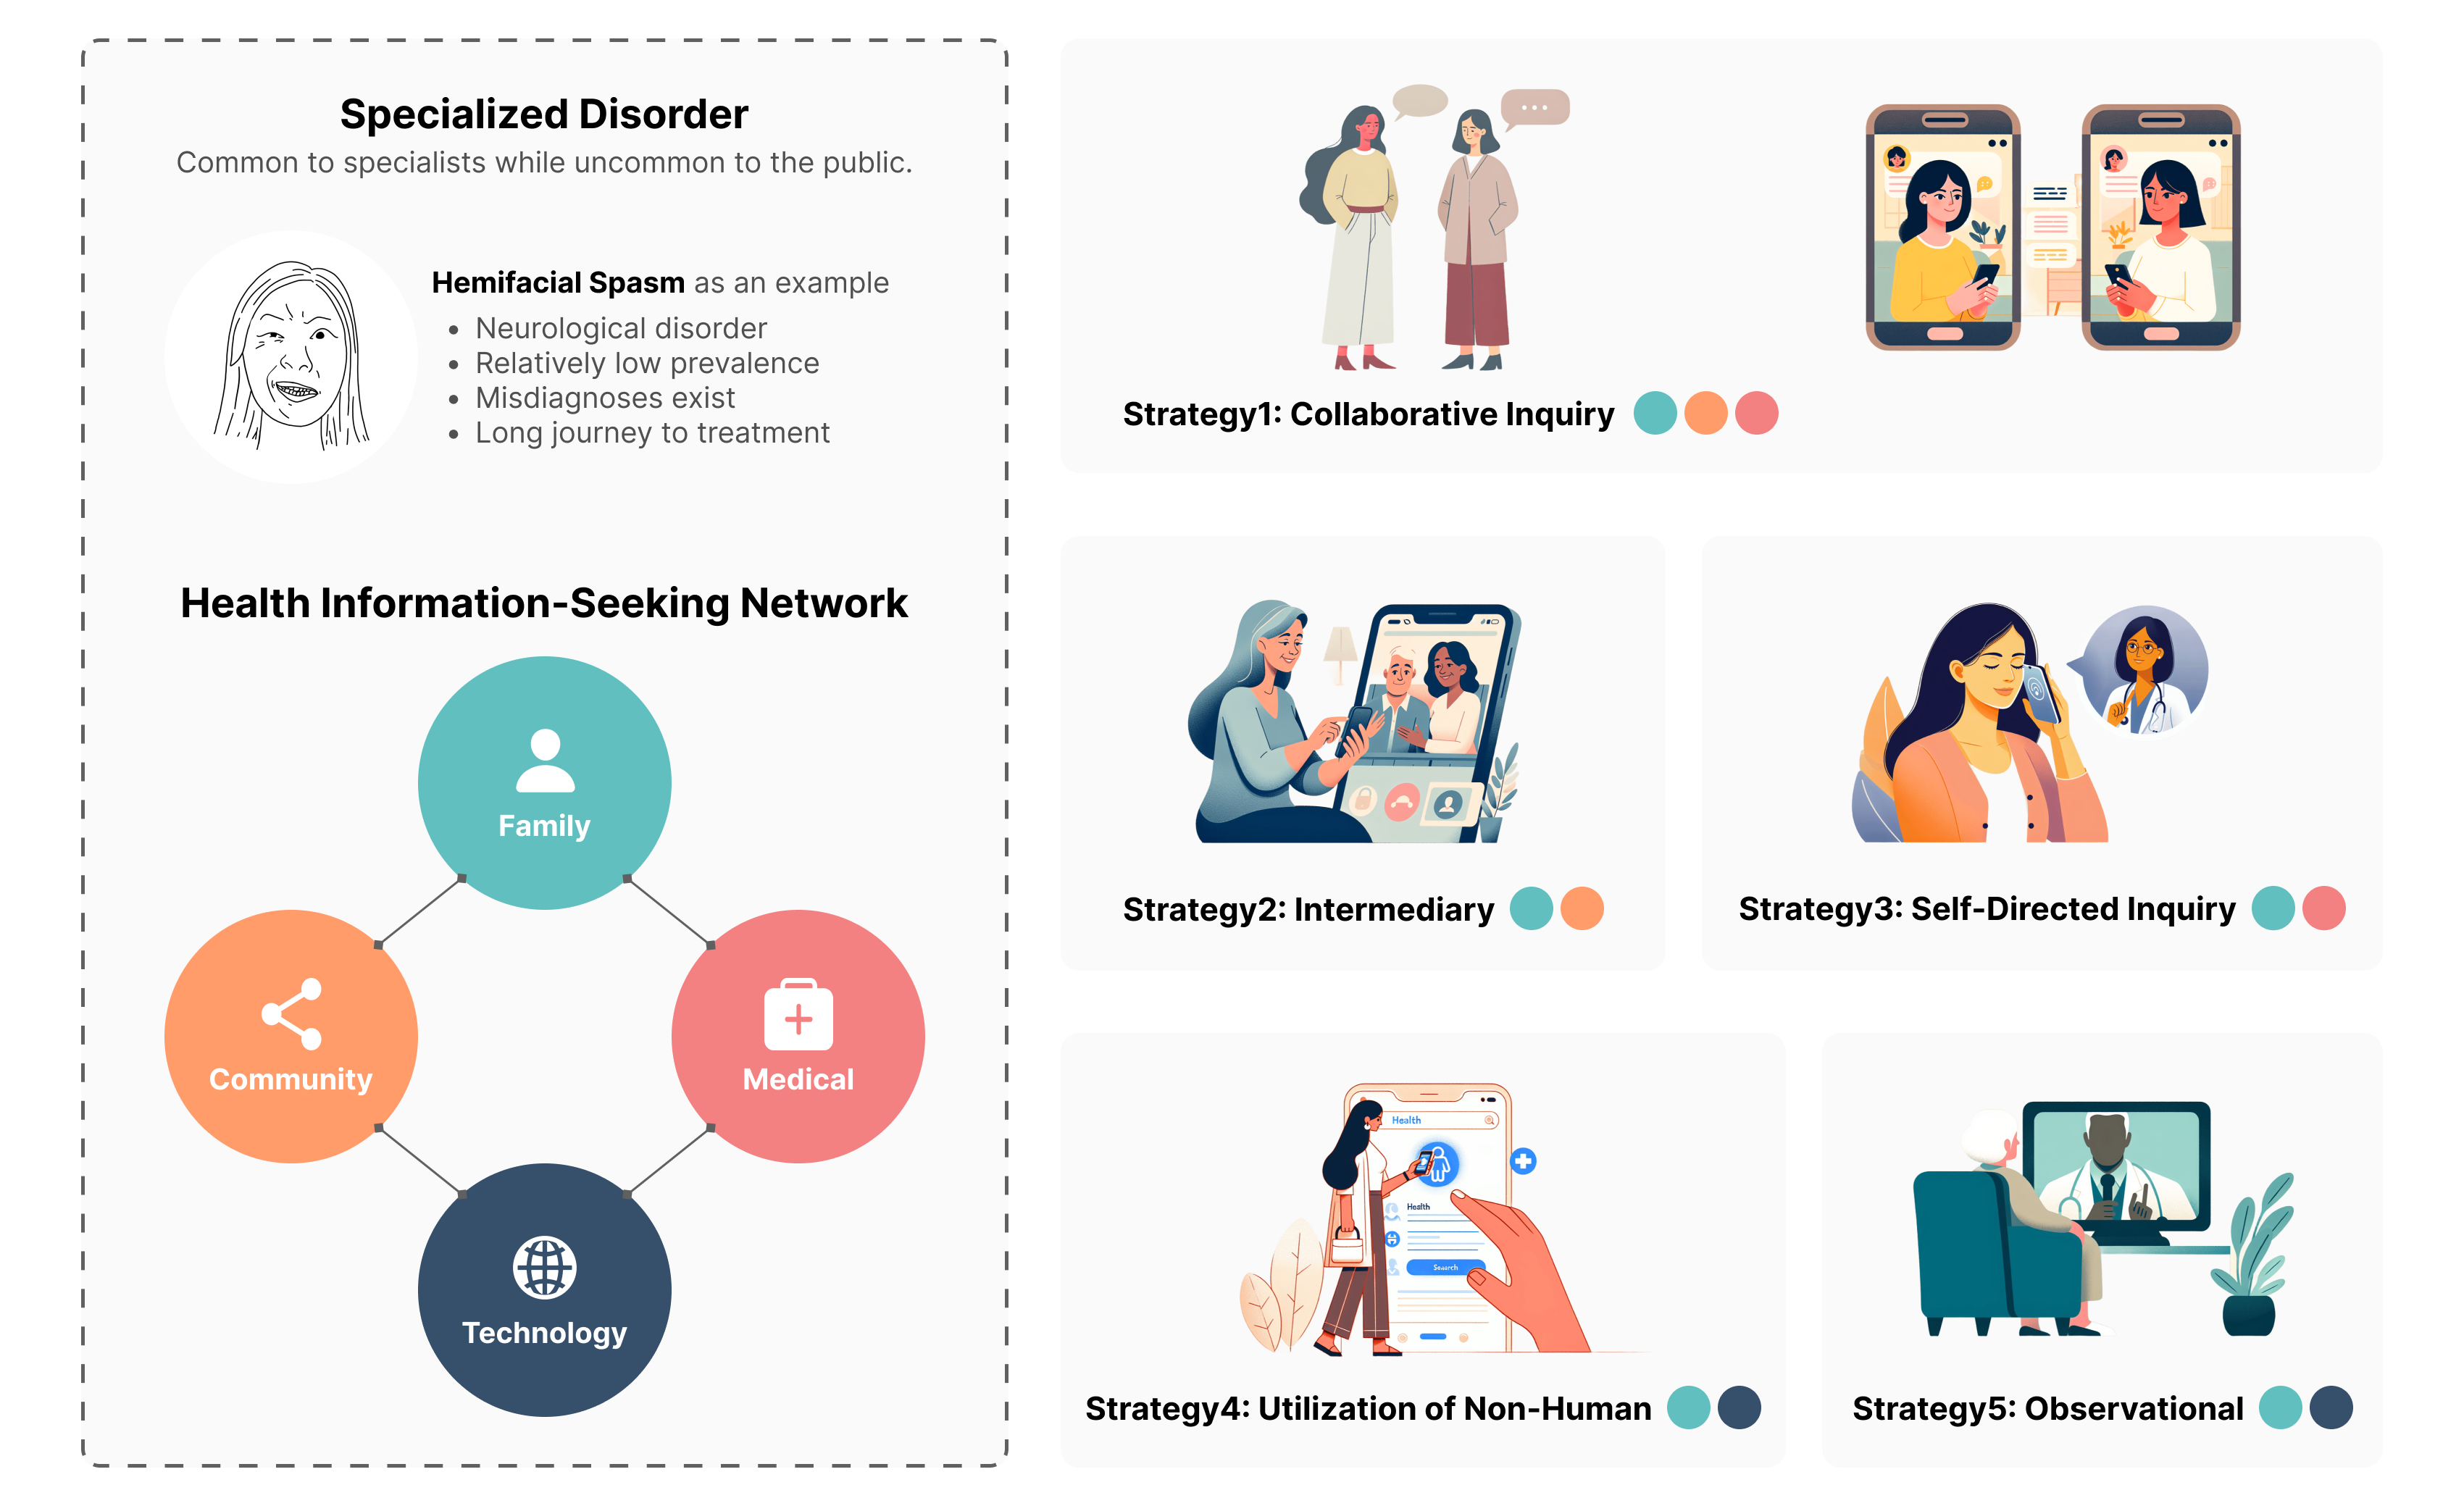 Specialized Disorder
Common to specialists while uncommon to the public.
Hemifacial Spasm as an example
• Neurological disorder
• Relatively low prevalence
• Misdiagnoses exist
• Long journey to treatment
Health Information-Seeking Network
Family
Community
Medical
Technology
Strategy1: Collaborative Inquiry
Strategy2: Intermediary
Strategy3: Self-Directed Inquiry
Health
Health
Strategy4: Utilization of Non-Human
Strategy5: Observational